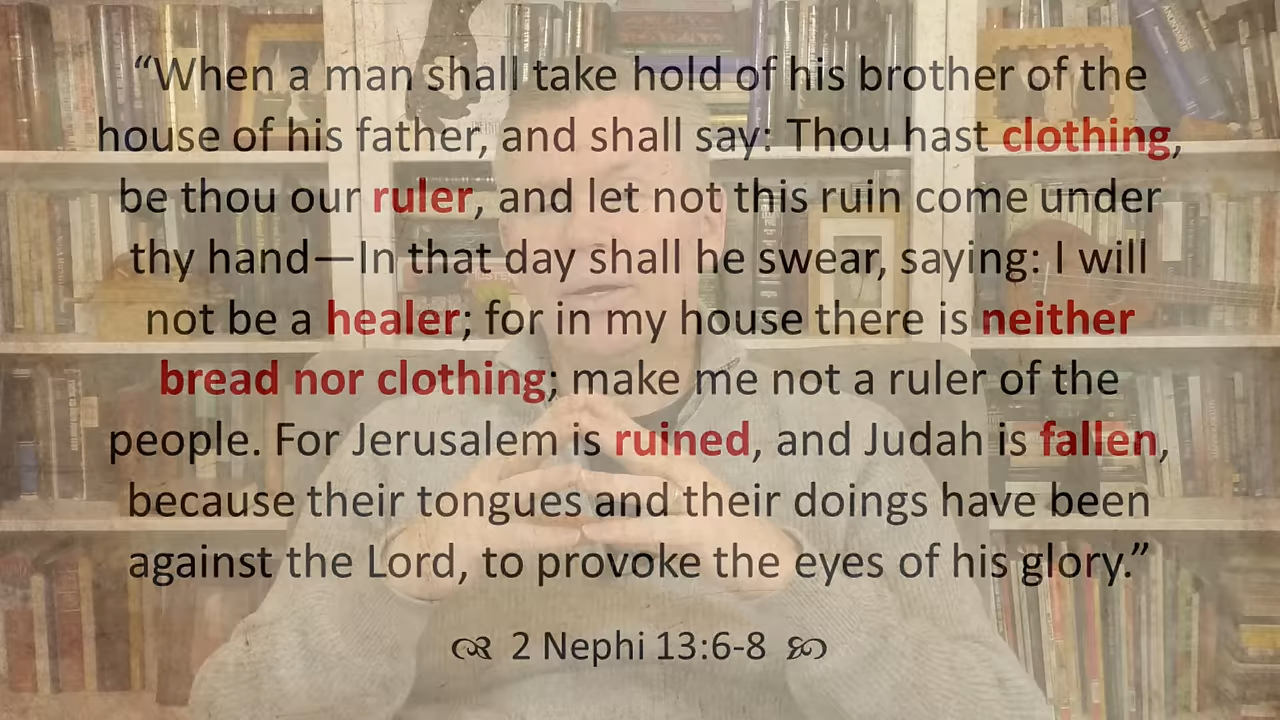 “When a man shall take hold of his brother of the
house of his father, and shall say: Thou hast clothing,
be thou our ruler, and let not this ruin come under
thy hand—In that day shall he swear, saying: I will
not be a healer; for in my house there is neither
bread nor clothing; make me not a ruler of the
people. For Jerusalem is ruined, and Judah is fallen,
because their tongues and their doings have been
against the Lord, to provoke the eyes of his glory.”
2 Nephi 13:6-8